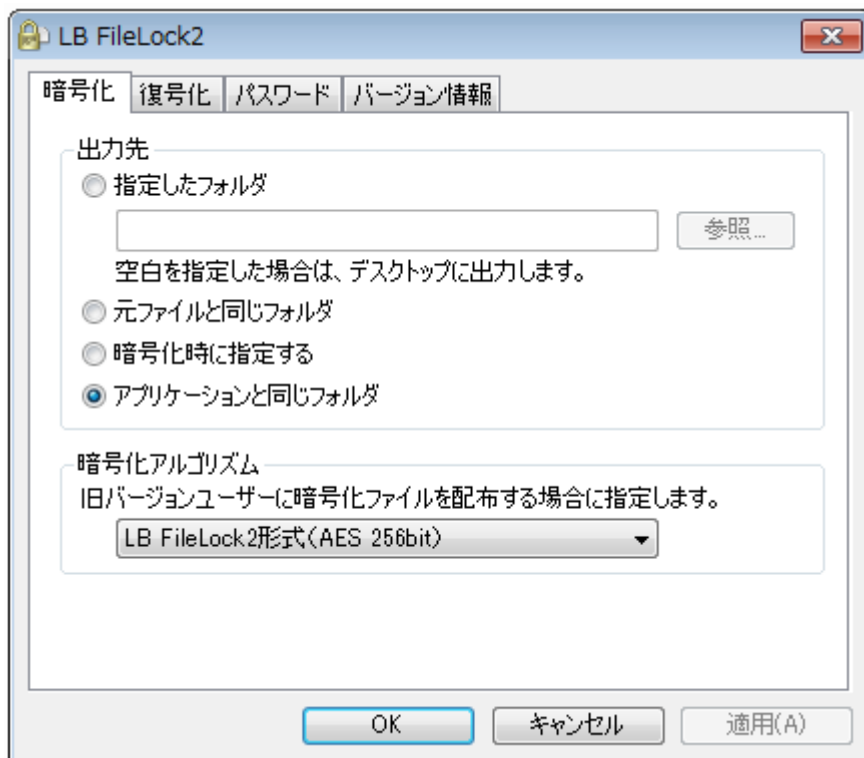 LB FileLock2
暗号化 復号化 パスワード バージョン情報
出力先
指定したフォルダ
参照...
空白を指定した場合は、デスクトップに出力します。
元ファイルと同じフォルダ
暗号化時に指定する
アプリケーションと同じフォルダ
暗号化アルゴリズム
旧バージョンユーザーに暗号化ファイルを配布する場合に指定します。
LB FileLock2形式(AES 256bit)
OK キャンセル 適用(A)